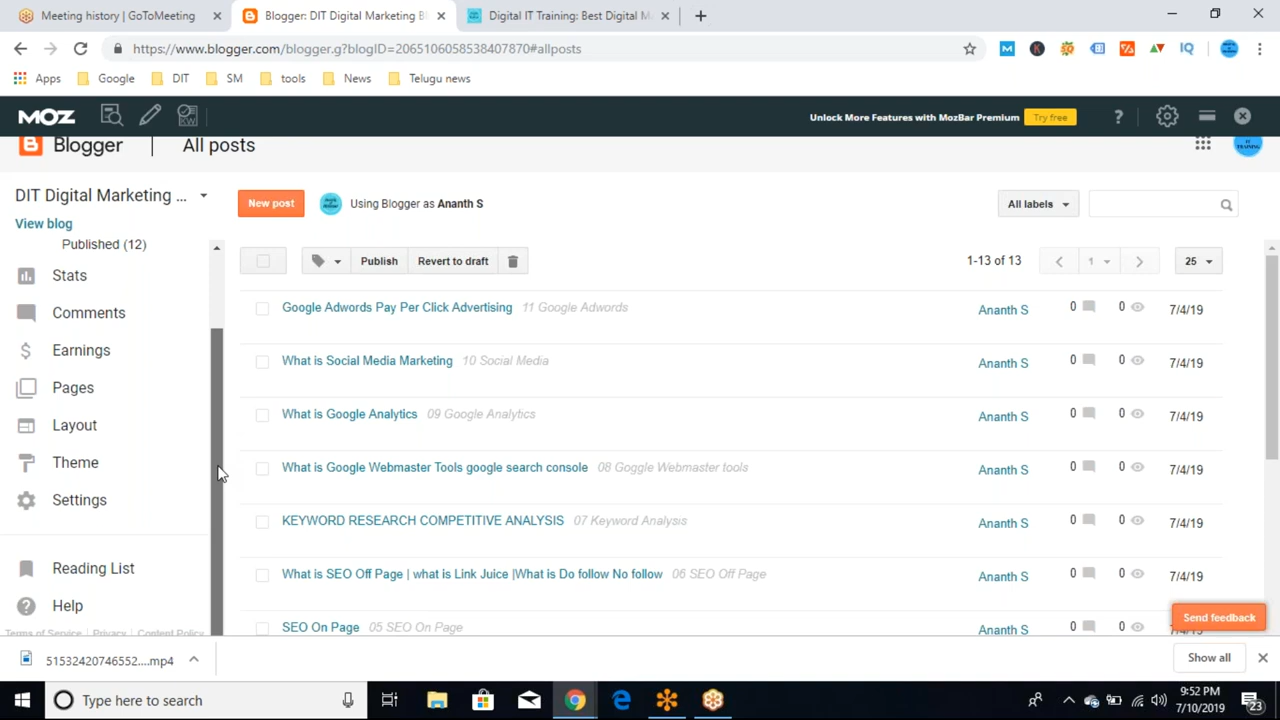 Meeting history | GoToMeeting
Blogger: DIT Digital Marketing B
Digital IT Training: Best Digital M
https://www.blogger.com/blogger.g?blogID=2065106058538407870#allposts
Apps Google DIT SM tools News Telugu news
MOZ Unlock More Features with MozBar Premium Try free ?
Blogger | All posts
DIT Digital Marketing ... New post Using Blogger as Ananth S All labels
View blog
Published (12)
Publish Revert to draft 1-13 of 13 1 25
Stats
Comments
Earnings
Pages
Layout
Theme
Settings
Reading List
Help
Terms of Service | Privacy | Content Policy
Google Adwords Pay Per Click Advertising 11 Google Adwords Ananth S 0 0 7/4/19
What is Social Media Marketing 10 Social Media Ananth S 0 0 7/4/19
What is Google Analytics 09 Google Analytics Ananth S 0 0 7/4/19
What is Google Webmaster Tools google search console 08 Goggle Webmaster tools Ananth S 0 0 7/4/19
KEYWORD RESEARCH COMPETITIVE ANALYSIS 07 Keyword Analysis Ananth S 0 0 7/4/19
What is SEO Off Page | what is Link Juice |What is Do follow No follow 06 SEO Off Page Ananth S 0 0 7/4/19
SEO On Page 05 SEO On Page Ananth S 0 0 7/4/19
Send feedback
51532420746552....mp4 Show all
Type here to search
9:52 PM
7/10/2019
23